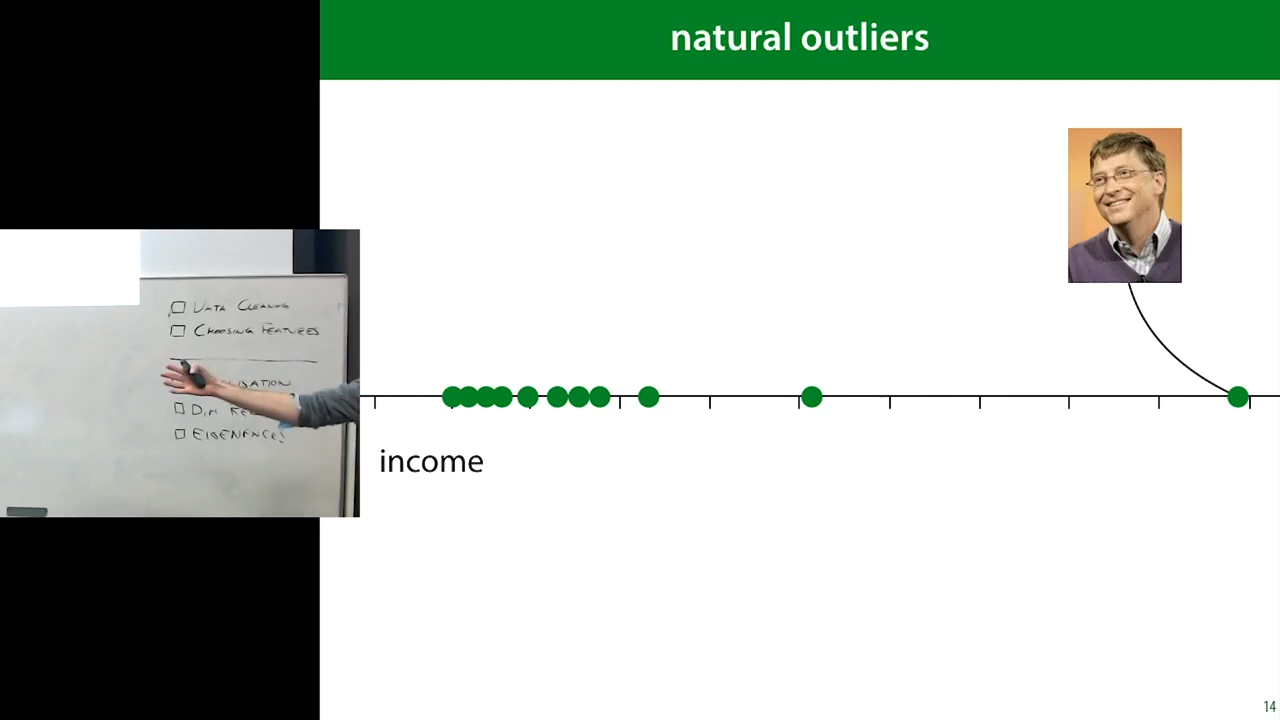 natural outliers
DATA CLEANING
CHOOSING FEATURES
EIGENFACES
income
14